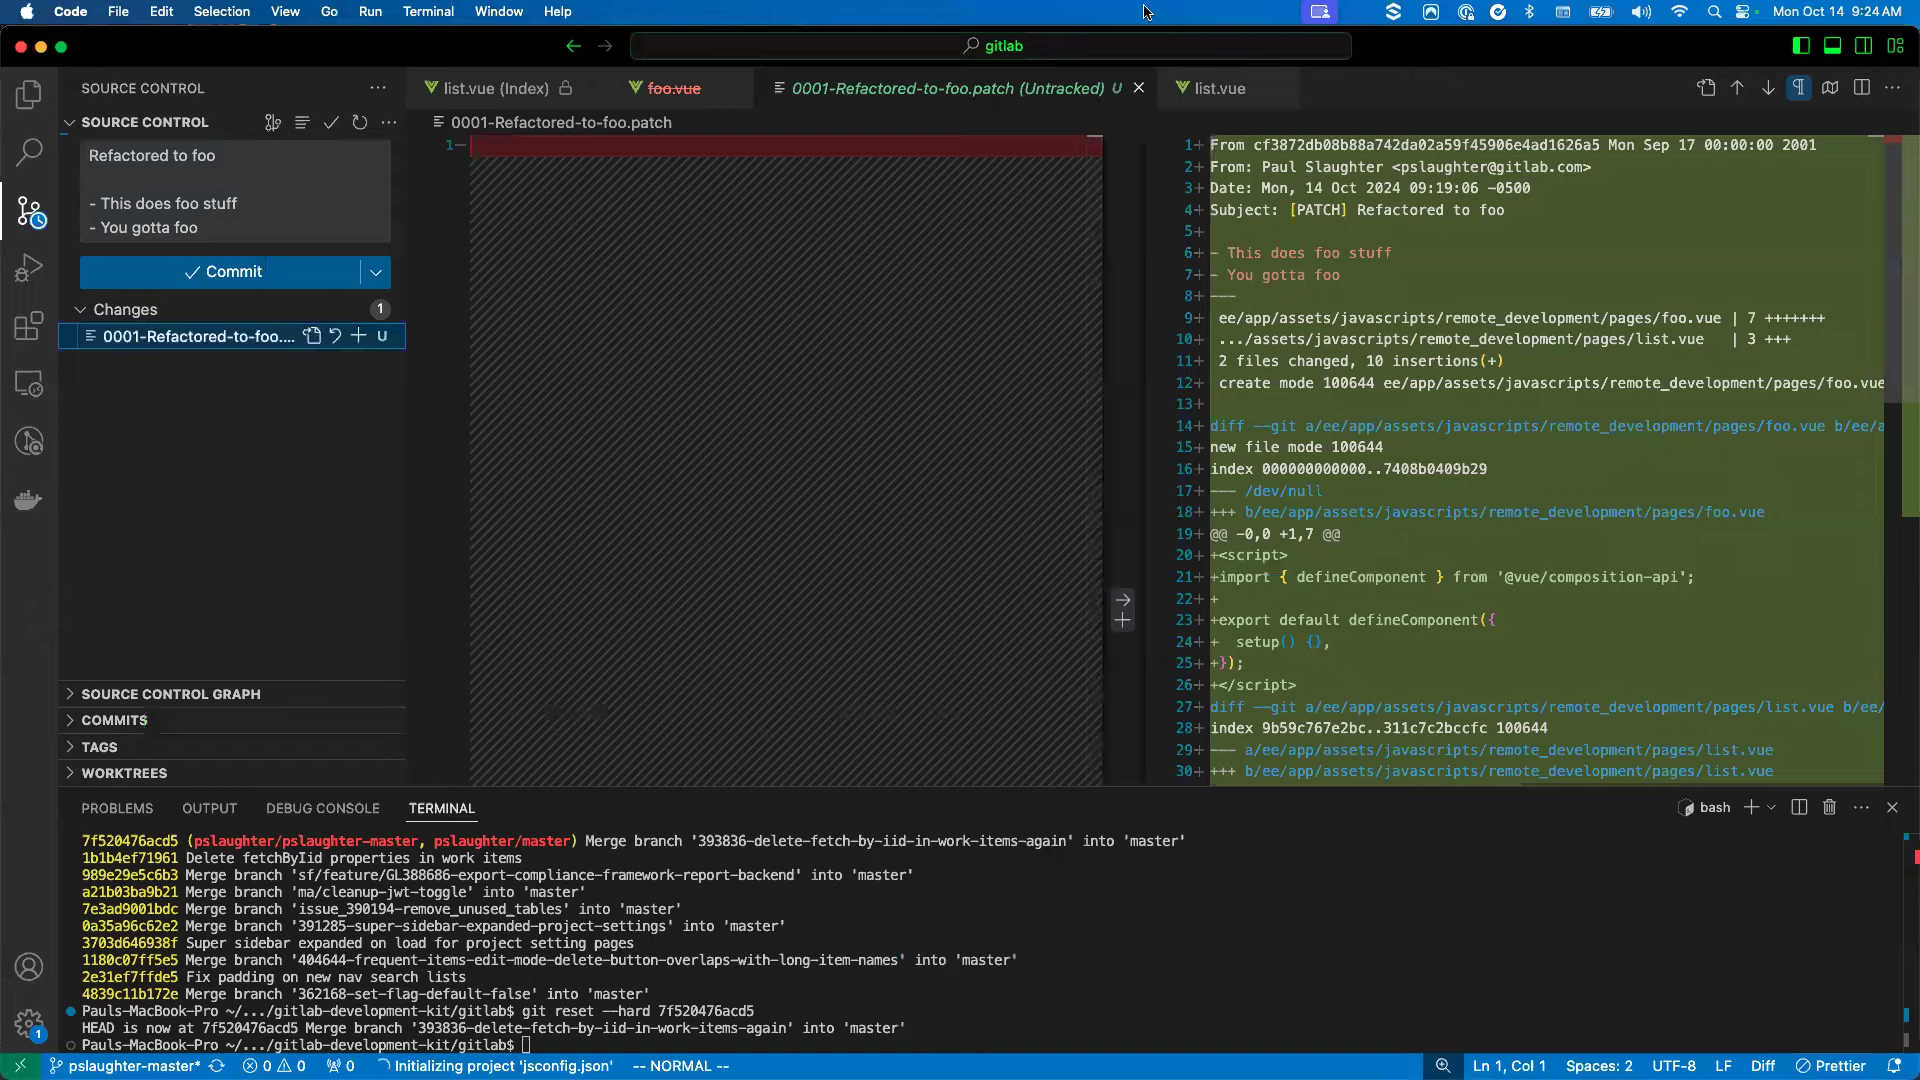 Code File Edit Selection View Go Run Terminal Window Help
Mon Oct 14 9:24 AM
gitlab
SOURCE CONTROL
list.vue (Index)
foo.vue
0001-Refactored-to-foo.patch (Untracked) U
list.vue
SOURCE CONTROL
0001-Refactored-to-foo.patch
Refactored to foo
- This does foo stuff
- You gotta foo
Commit
Changes 1
0001-Refactored-to-foo.... U
SOURCE CONTROL GRAPH
COMMITS
TAGS
WORKTREES
1−
1+ From cf3872db08b88a742da02a59f45906e4ad1626a5 Mon Sep 17 00:00:00 2001
2+ From: Paul Slaughter <pslaughter@gitlab.com>
3+ Date: Mon, 14 Oct 2024 09:19:06 -0500
4+ Subject: [PATCH] Refactored to foo
5+
6+ - This does foo stuff
7+ - You gotta foo
8+ ---
9+ ee/app/assets/javascripts/remote_development/pages/foo.vue | 7 +++++++
10+ .../assets/javascripts/remote_development/pages/list.vue | 3 +++
11+ 2 files changed, 10 insertions(+)
12+ create mode 100644 ee/app/assets/javascripts/remote_development/pages/foo.vue
13+
14+ diff --git a/ee/app/assets/javascripts/remote_development/pages/foo.vue b/ee/a
15+ new file mode 100644
16+ index 000000000000..7408b0409b29
17+ --- /dev/null
18+ +++ b/ee/app/assets/javascripts/remote_development/pages/foo.vue
19+ @@ -0,0 +1,7 @@
20+ +<script>
21+ +import { defineComponent } from '@vue/composition-api';
22+ +
23+ +export default defineComponent({
24+ +  setup() {},
25+ +});
26+ +</script>
27+ diff --git a/ee/app/assets/javascripts/remote_development/pages/list.vue b/ee/
28+ index 9b59c767e2bc..311c7c2bccfc 100644
29+ --- a/ee/app/assets/javascripts/remote_development/pages/list.vue
30+ +++ b/ee/app/assets/javascripts/remote_development/pages/list.vue
PROBLEMS OUTPUT DEBUG CONSOLE TERMINAL
bash
7f520476acd5 (pslaughter/pslaughter-master, pslaughter/master) Merge branch '393836-delete-fetch-by-iid-in-work-items-again' into 'master'
1b1b4ef71961 Delete fetchByIid properties in work items
989e29e5c6b3 Merge branch 'sf/feature/GL388686-export-compliance-framework-report-backend' into 'master'
a21b03ba9b21 Merge branch 'ma/cleanup-jwt-toggle' into 'master'
7e3ad9001bdc Merge branch 'issue_390194-remove_unused_tables' into 'master'
0a35a96c62e2 Merge branch '391285-super-sidebar-expanded-project-settings' into 'master'
3703d646938f Super sidebar expanded on load for project setting pages
1180c07ff5e5 Merge branch '404644-frequent-items-edit-mode-delete-button-overlaps-with-long-item-names' into 'master'
2e31ef7ffde5 Fix padding on new nav search lists
4839c11b172e Merge branch '362168-set-flag-default-false' into 'master'
Pauls-MacBook-Pro ~/.../gitlab-development-kit/gitlab$ git reset --hard 7f520476acd5
HEAD is now at 7f520476acd5 Merge branch '393836-delete-fetch-by-iid-in-work-items-again' into 'master'
Pauls-MacBook-Pro ~/.../gitlab-development-kit/gitlab$
1
pslaughter-master* 0 0 0 Initializing project 'jsconfig.json' -- NORMAL --
Ln 1, Col 1 Spaces: 2 UTF-8 LF Diff Prettier